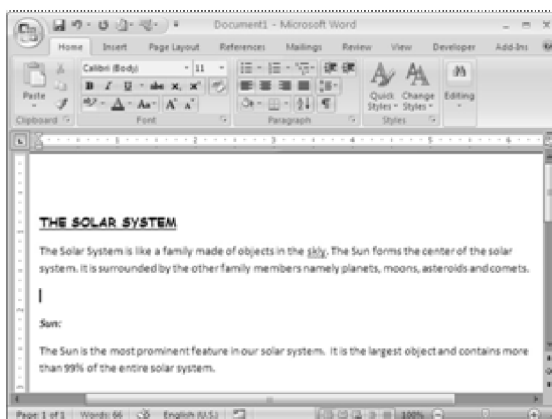 Document1 - Microsoft Word
Home Insert Page Layout References Mailings Review View Developer Add-Ins
Calibri (Body) 11
Paste
B I U abe x, x²
Aa A A
Quick Styles Change Styles Editing
Clipboard Font Paragraph Styles
THE SOLAR SYSTEM
The Solar System is like a family made of objects in the skly. The Sun forms the center of the solar
system. It is surrounded by the other family members namely planets, moons, asteroids and comets.
Sun:
The Sun is the most prominent feature in our solar system. It is the largest object and contains more
than 99% of the entire solar system.
Page: 1 of 1 Words: 66 English (U.S.) 100%